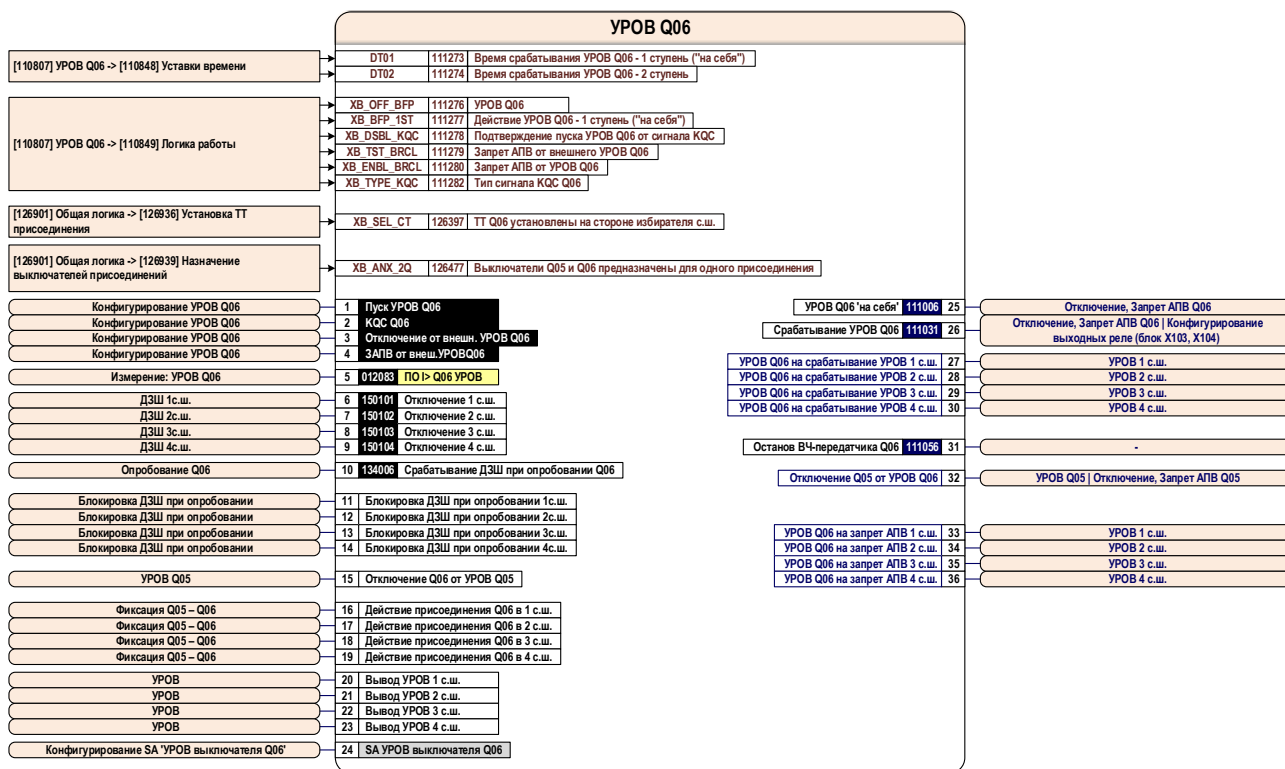 УРОВ Q06
[110807] УРОВ Q06 -> [110848] Уставки времени
DT01 111273 Время срабатывания УРОВ Q06 - 1 ступень ("на себя")
DT02 111274 Время срабатывания УРОВ Q06 - 2 ступень
[110807] УРОВ Q06 -> [110849] Логика работы
XB_OFF_BFP 111276 УРОВ Q06
XB_BFP_1ST 111277 Действие УРОВ Q06 - 1 ступень ("на себя")
XB_DSBL_KQC 111278 Подтверждение пуска УРОВ Q06 от сигнала KQC
XB_TST_BRCL 111279 Запрет АПВ от внешнего УРОВ Q06
XB_ENBL_BRCL 111280 Запрет АПВ от УРОВ Q06
XB_TYPE_KQC 111282 Тип сигнала KQC Q06
[126901] Общая логика -> [126936] Установка ТТ
присоединения
XB_SEL_CT 126397 ТТ Q06 установлены на стороне избирателя с.ш.
[126901] Общая логика -> [126939] Назначение
выключателей присоединений
XB_ANX_2Q 126477 Выключатели Q05 и Q06 предназначены для одного присоединения
Конфигурирование УРОВ Q06 1 Пуск УРОВ Q06
Конфигурирование УРОВ Q06 2 KQC Q06
Конфигурирование УРОВ Q06 3 Отключение от внешн. УРОВ Q06
Конфигурирование УРОВ Q06 4 ЗАПВ от внеш.УРОВQ06
Измерение: УРОВ Q06 5 012083 ПО I> Q06 УРОВ
ДЗШ 1с.ш. 6 150101 Отключение 1 с.ш.
ДЗШ 2с.ш. 7 150102 Отключение 2 с.ш.
ДЗШ 3с.ш. 8 150103 Отключение 3 с.ш.
ДЗШ 4с.ш. 9 150104 Отключение 4 с.ш.
Опробование Q06 10 134006 Срабатывание ДЗШ при опробовании Q06
Блокировка ДЗШ при опробовании 11 Блокировка ДЗШ при опробовании 1с.ш.
Блокировка ДЗШ при опробовании 12 Блокировка ДЗШ при опробовании 2с.ш.
Блокировка ДЗШ при опробовании 13 Блокировка ДЗШ при опробовании 3с.ш.
Блокировка ДЗШ при опробовании 14 Блокировка ДЗШ при опробовании 4с.ш.
УРОВ Q05 15 Отключение Q06 от УРОВ Q05
Фиксация Q05 – Q06 16 Действие присоединения Q06 в 1 с.ш.
Фиксация Q05 – Q06 17 Действие присоединения Q06 в 2 с.ш.
Фиксация Q05 – Q06 18 Действие присоединения Q06 в 3 с.ш.
Фиксация Q05 – Q06 19 Действие присоединения Q06 в 4 с.ш.
УРОВ 20 Вывод УРОВ 1 с.ш.
УРОВ 21 Вывод УРОВ 2 с.ш.
УРОВ 22 Вывод УРОВ 3 с.ш.
УРОВ 23 Вывод УРОВ 4 с.ш.
Конфигурирование SA 'УРОВ выключателя Q06' 24 SA УРОВ выключателя Q06
УРОВ Q06 'на себя' 111006 25 Отключение, Запрет АПВ Q06
Срабатывание УРОВ Q06 111031 26 Отключение, Запрет АПВ Q06 | Конфигурирование
выходных реле (блок X103, X104)
УРОВ Q06 на срабатывание УРОВ 1 с.ш. 27 УРОВ 1 с.ш.
УРОВ Q06 на срабатывание УРОВ 2 с.ш. 28 УРОВ 2 с.ш.
УРОВ Q06 на срабатывание УРОВ 3 с.ш. 29 УРОВ 3 с.ш.
УРОВ Q06 на срабатывание УРОВ 4 с.ш. 30 УРОВ 4 с.ш.
Останов ВЧ-передатчика Q06 111056 31 -
Отключение Q05 от УРОВ Q06 32 УРОВ Q05 | Отключение, Запрет АПВ Q05
УРОВ Q06 на запрет АПВ 1 с.ш. 33 УРОВ 1 с.ш.
УРОВ Q06 на запрет АПВ 2 с.ш. 34 УРОВ 2 с.ш.
УРОВ Q06 на запрет АПВ 3 с.ш. 35 УРОВ 3 с.ш.
УРОВ Q06 на запрет АПВ 4 с.ш. 36 УРОВ 4 с.ш.